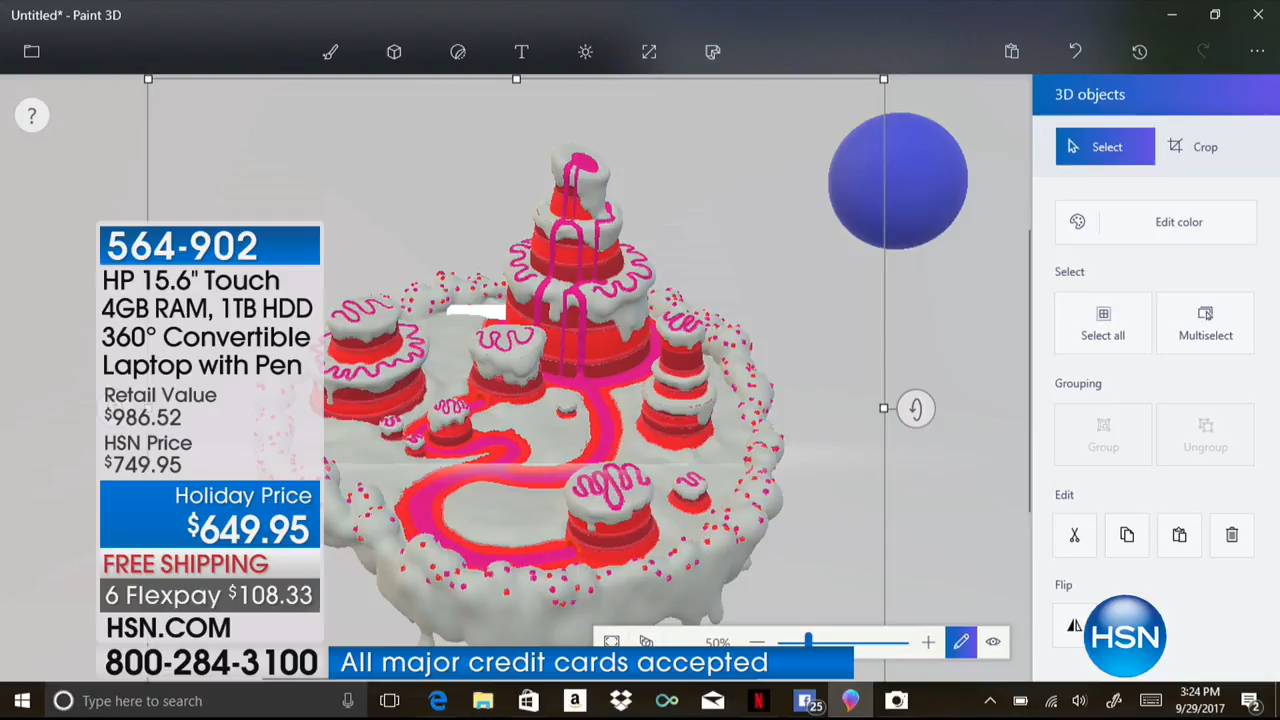 Untitled* - Paint 3D
?
3D objects
Select
Crop
Edit color
Select
Select all
Multiselect
Grouping
Group
Ungroup
Edit
Flip
564-902
HP 15.6" Touch
4GB RAM, 1TB HDD
360° Convertible
Laptop with Pen
Retail Value
$986.52
HSN Price
$749.95
Holiday Price
$649.95
FREE SHIPPING
6 Flexpay $108.33
HSN.COM
800-284-3100
All major credit cards accepted
50%
HSN
Type here to search
25
3:24 PM
9/29/2017
2